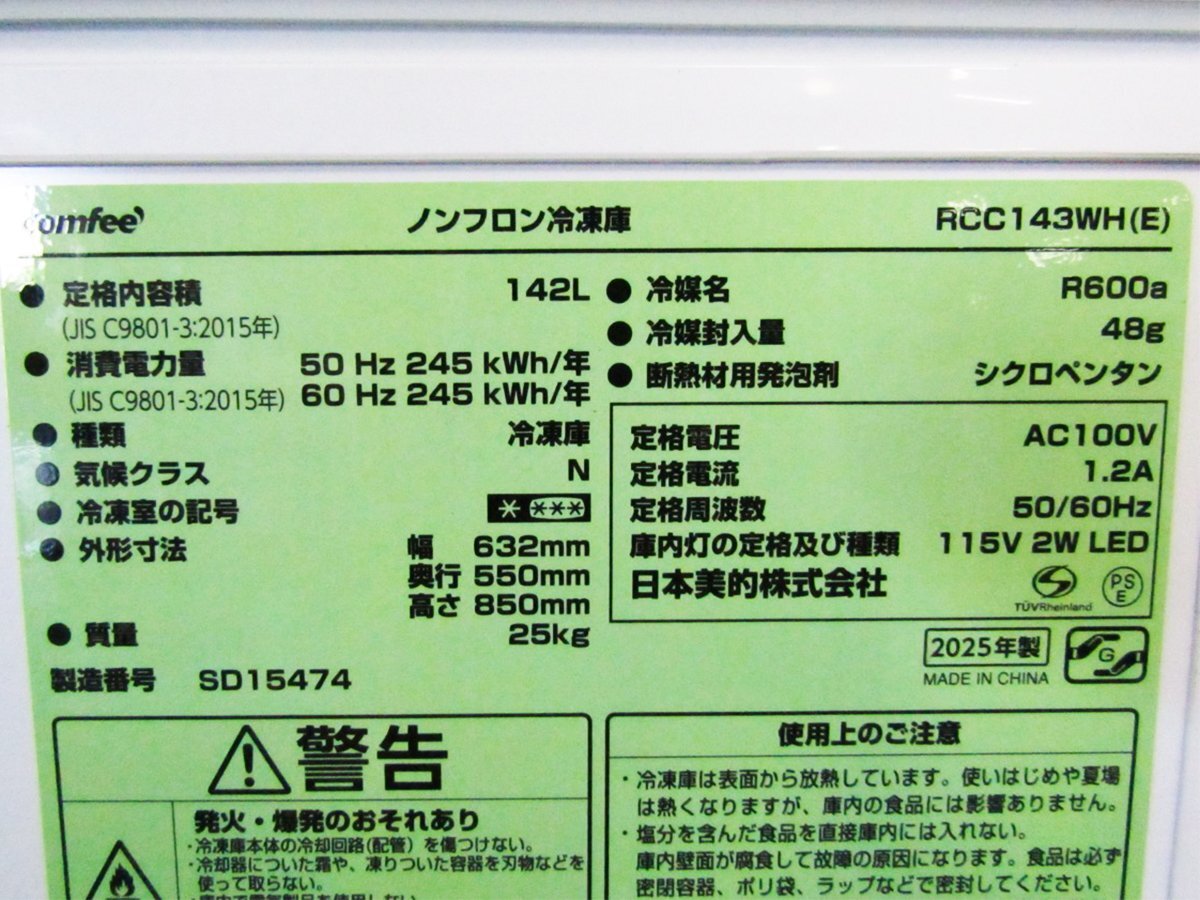 comfee' ノンフロン冷凍庫 RCC143WH(E)
● 定格内容積 142L
(JIS C9801-3:2015年)
● 消費電力量 50 Hz 245 kWh/年
(JIS C9801-3:2015年) 60 Hz 245 kWh/年
● 種類 冷凍庫
● 気候クラス N
● 冷凍室の記号 * ***
● 外形寸法 幅 632mm
奥行 550mm
高さ 850mm
● 質量 25kg
製造番号 SD15474
● 冷媒名 R600a
● 冷媒封入量 48g
● 断熱材用発泡剤 シクロペンタン
定格電圧 AC100V
定格電流 1.2A
定格周波数 50/60Hz
庫内灯の定格及び種類 115V 2W LED
日本美的株式会社
TÜVRheinland
PS
E
2025年製
MADE IN CHINA
G
警告
発火・爆発のおそれあり
・冷凍庫本体の冷却回路(配管)を傷つけない。
・冷却器についた霜や、凍りついた容器を刃物などを
使って取らない。
・庫内で電気製品を使用しない。
使用上のご注意
・冷凍庫は表面から放熱しています。使いはじめや夏場
は熱くなりますが、庫内の食品には影響ありません。
・塩分を含んだ食品を直接庫内には入れない。
庫内壁面が腐食して故障の原因になります。食品は必ず
密閉容器、ポリ袋、ラップなどで密封してください。